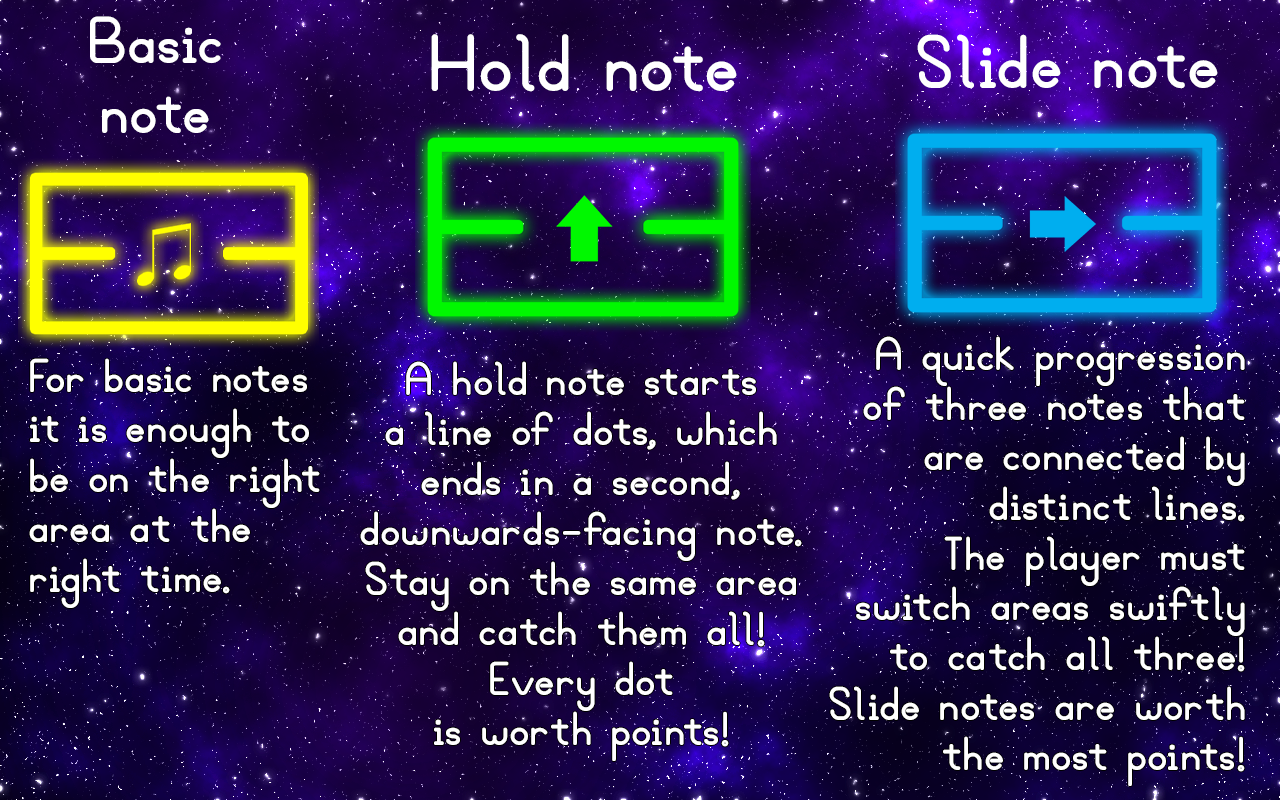 Basic
note
For basic notes
it is enough to
be on the right
area at the
right time.
Hold note
A hold note starts
a line of dots, which
ends in a second,
downwards-facing note.
Stay on the same area
and catch them all!
Every dot
is worth points!
Slide note
A quick progression
of three notes that
are connected by
distinct lines.
The player must
switch areas swiftly
to catch all three!
Slide notes are worth
the most points!